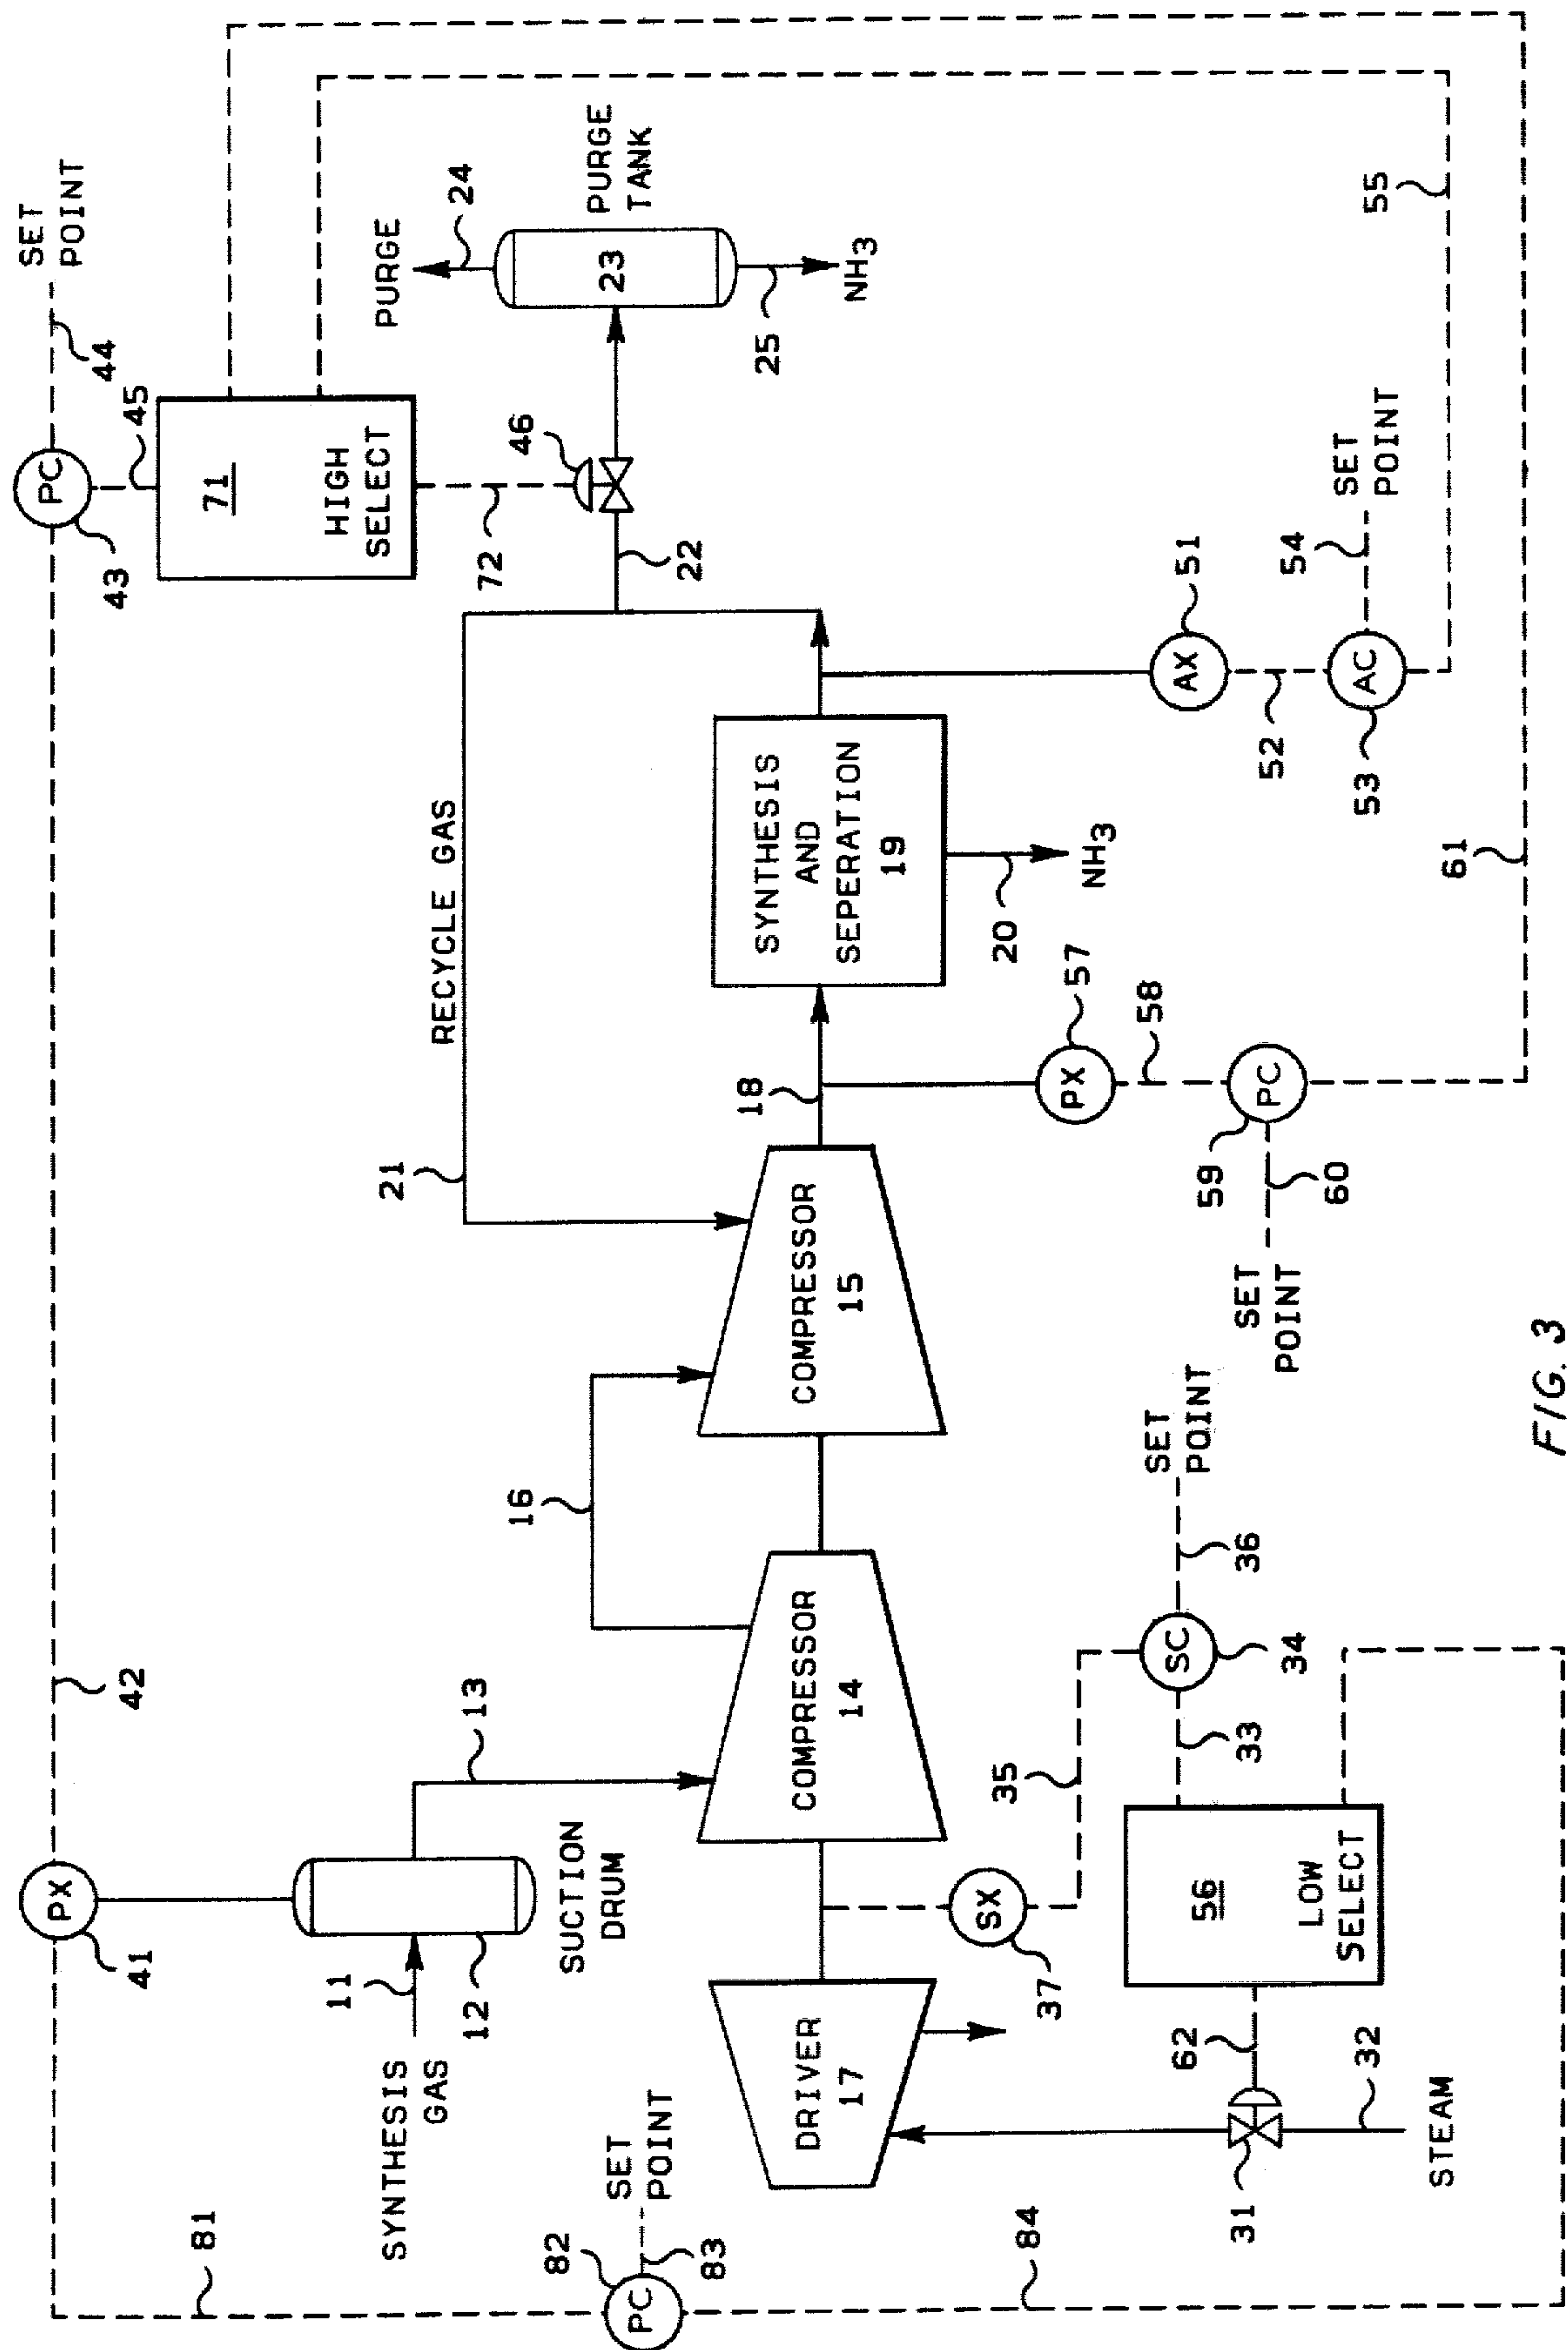 SET
POINT
44
PC
43
45
71
HIGH
SELECT
72
46
22
PURGE
24
23
PURGE
TANK
25
NH3
RECYCLE GAS
21
42
PX
41
81
SYNTHESIS
GAS
11
12
SUCTION
DRUM
13
16
DRIVER
17
COMPRESSOR
14
COMPRESSOR
15
18
SYNTHESIS
AND
SEPERATION
19
20
NH3
AX
51
52
AC
53
54
SET
POINT
55
PX
57
58
PC
59
60
SET
POINT
61
82
PC
83
SET
POINT
84
SX
37
35
SC
34
36
SET
POINT
33
56
LOW
SELECT
62
31
32
STEAM
FIG. 3